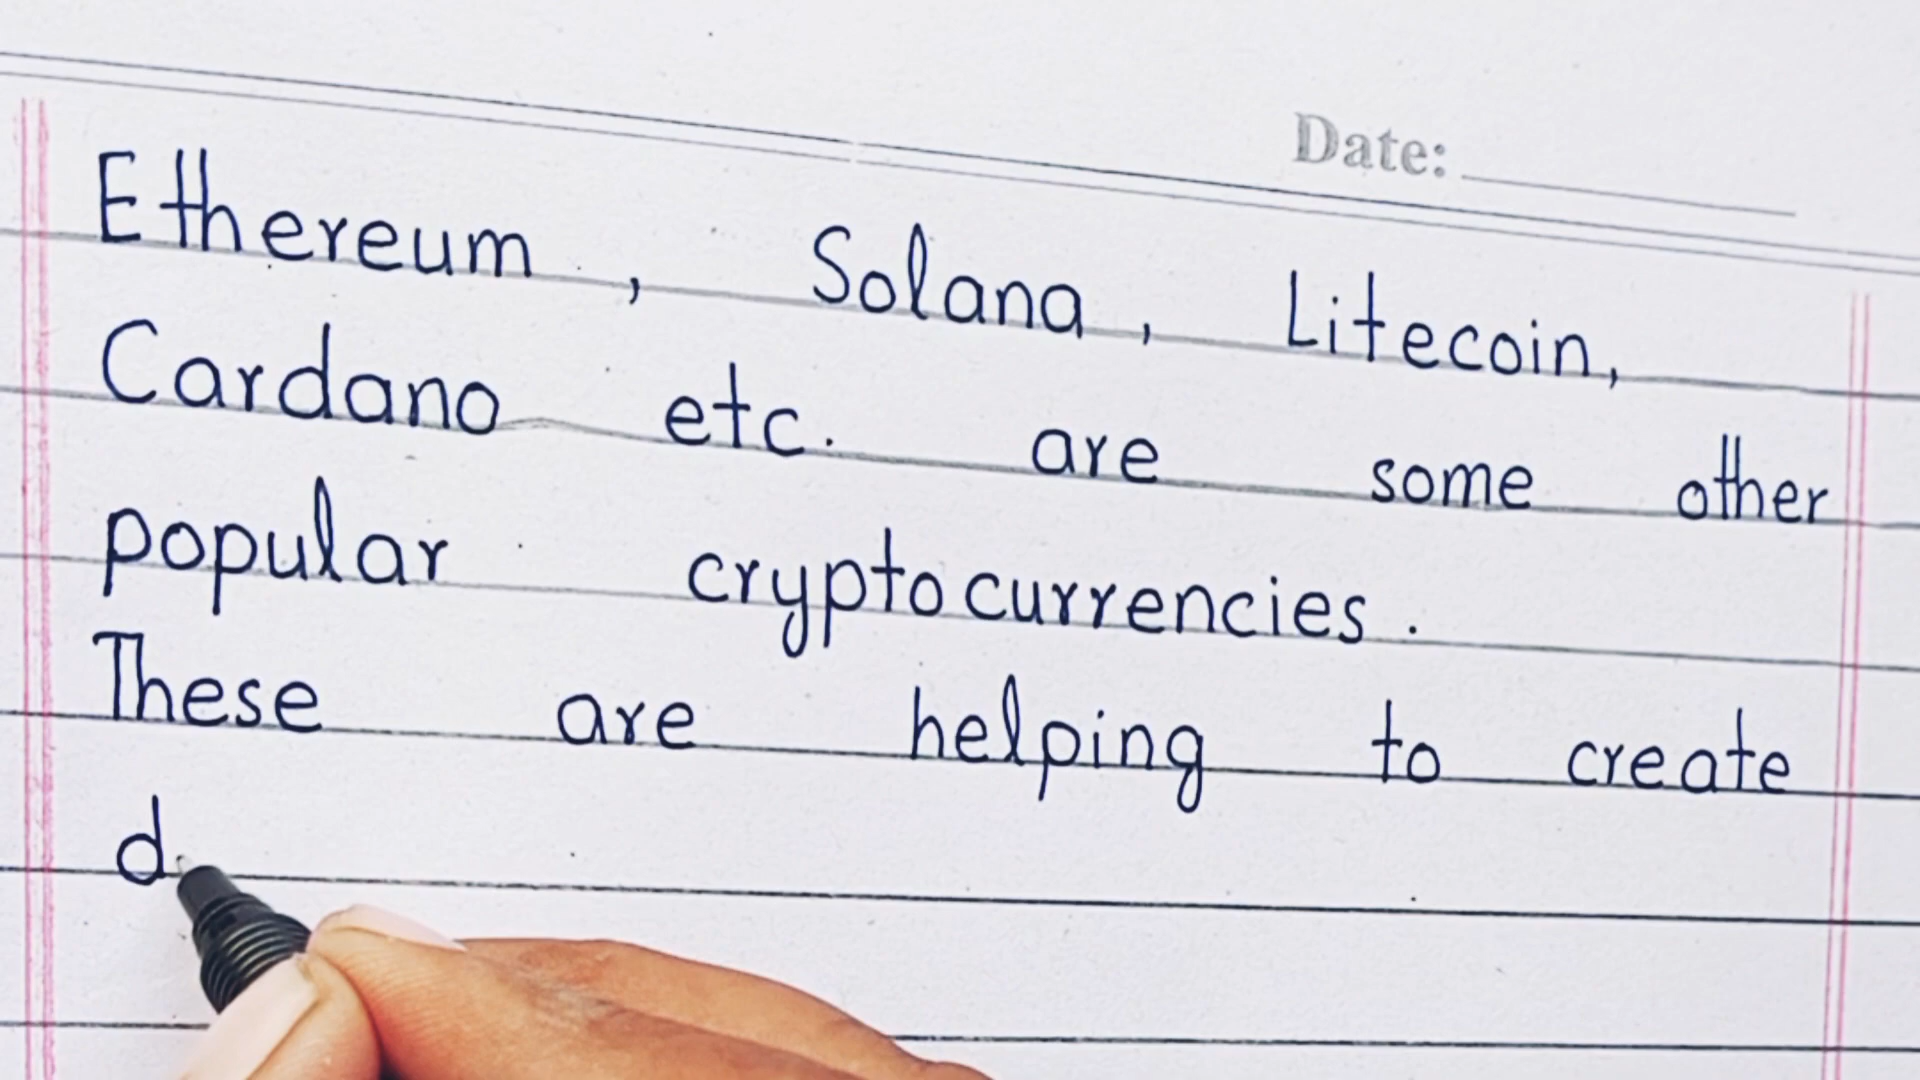 Date:
Ethereum , Solana , Litecoin,
Cardano etc. are some other
popular cryptocurrencies .
These are helping to create
d